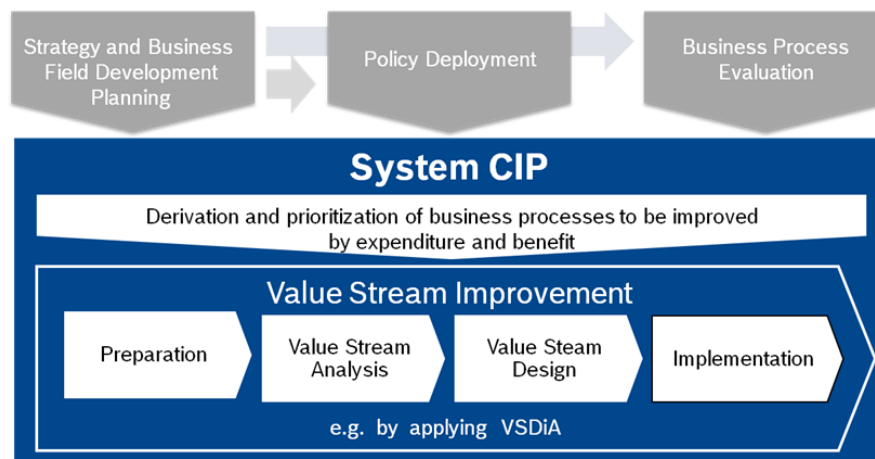 Strategy and Business
Field Development
Planning
Policy Deployment
Business Process
Evaluation
System CIP
Derivation and prioritization of business processes to be improved
by expenditure and benefit
Value Stream Improvement
Preparation
Value Stream
Analysis
Value Steam
Design
Implementation
e.g. by applying VSDiA